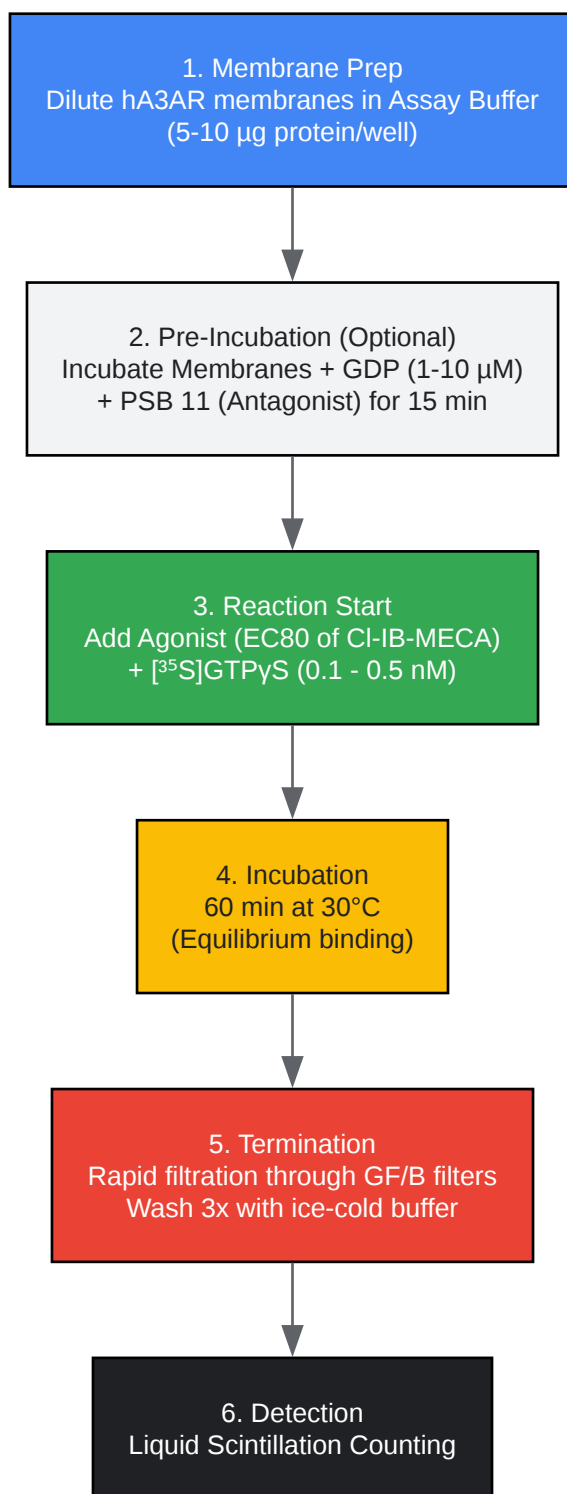 1. Membrane Prep
Dilute hA3AR membranes in Assay Buffer
(5-10 µg protein/well)
2. Pre-Incubation (Optional)
Incubate Membranes + GDP (1-10 µM)
+ PSB 11 (Antagonist) for 15 min
3. Reaction Start
Add Agonist (EC80 of Cl-IB-MECA)
+ [³⁵S]GTPγS (0.1 - 0.5 nM)
4. Incubation
60 min at 30°C
(Equilibrium binding)
5. Termination
Rapid filtration through GF/B filters
Wash 3x with ice-cold buffer
6. Detection
Liquid Scintillation Counting